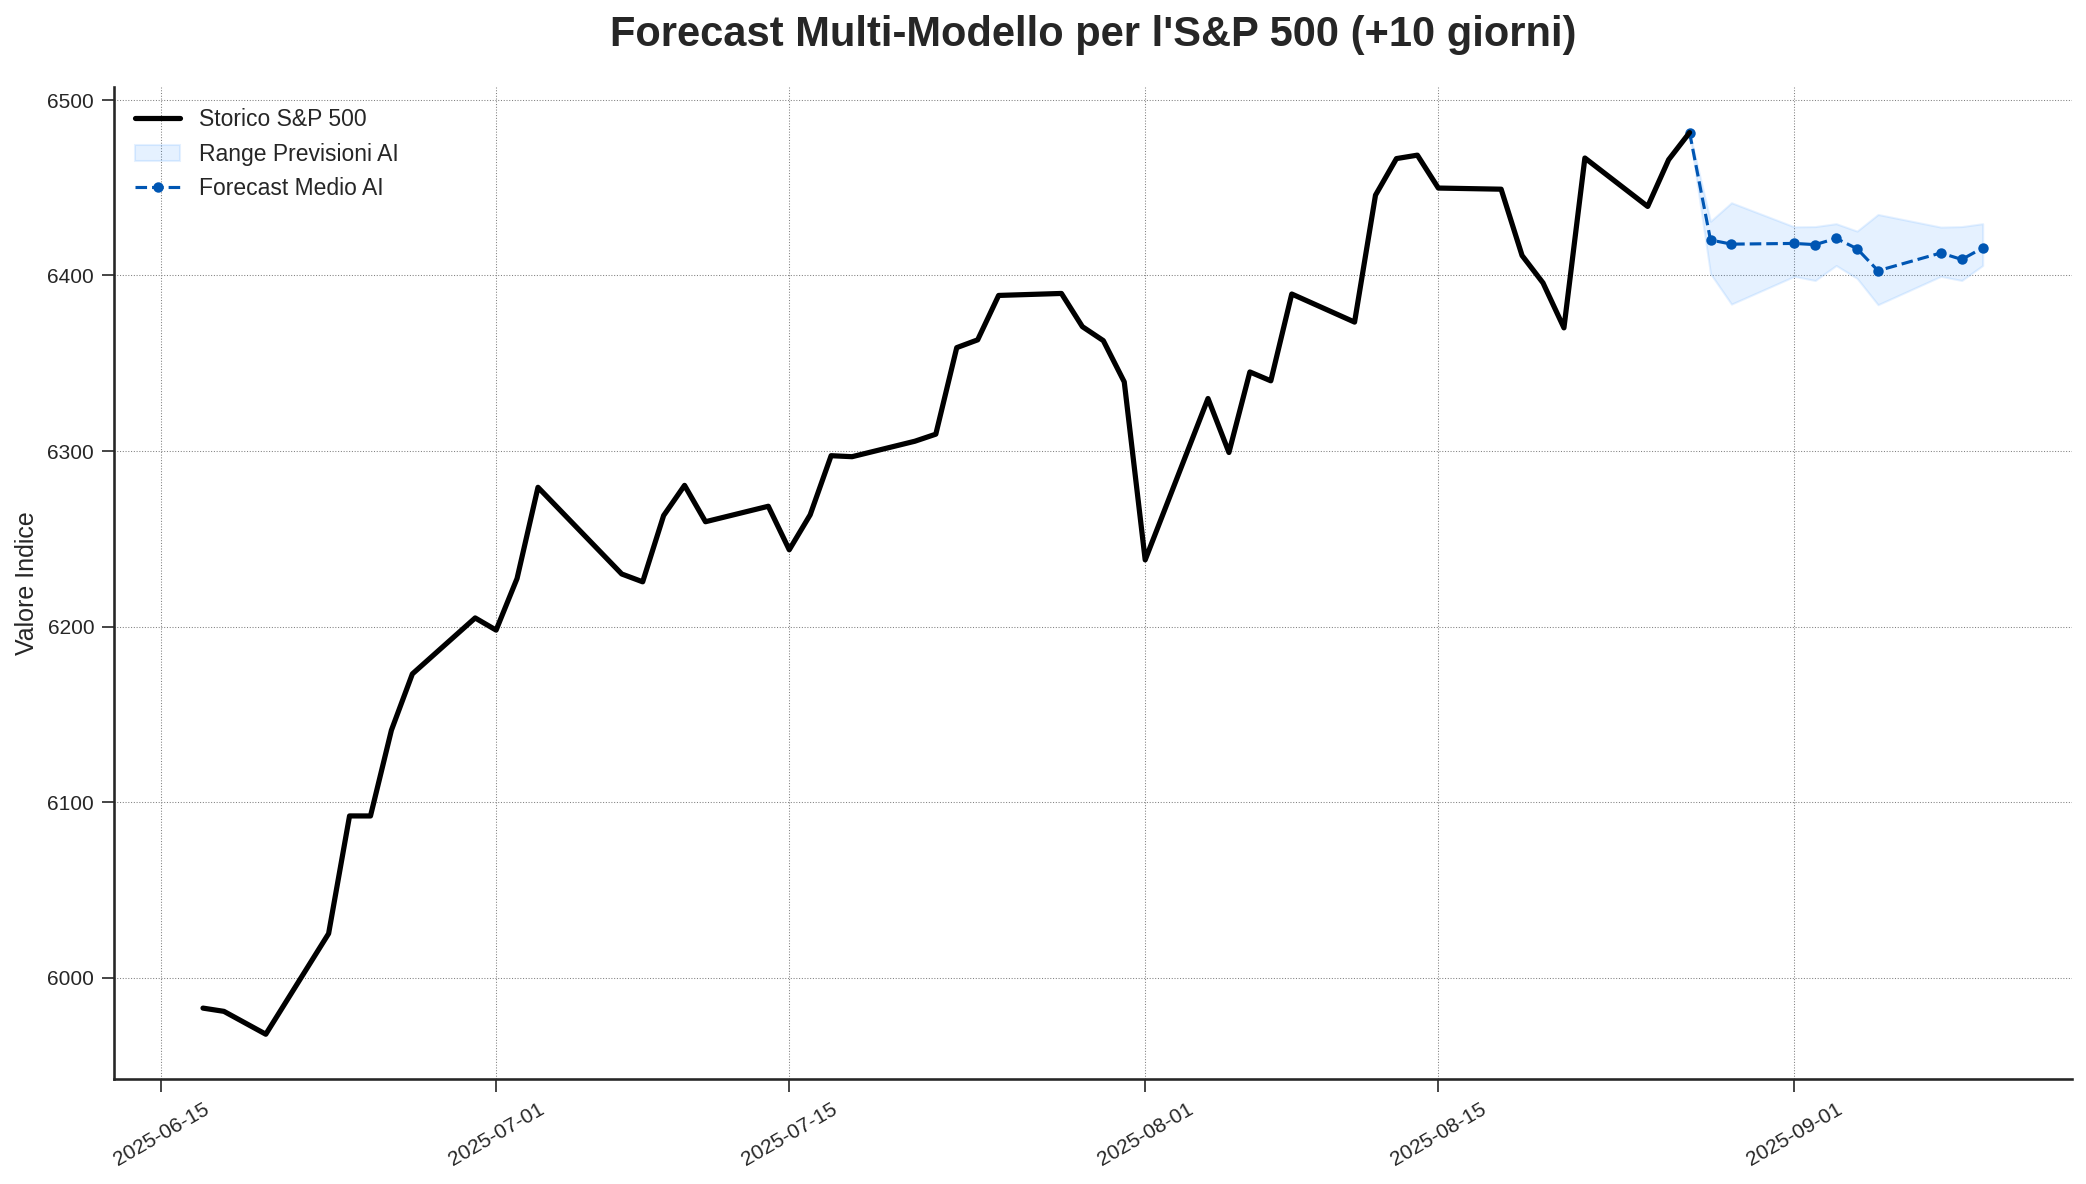 Forecast Multi-Modello per l'S&P 500 (+10 giorni)
Storico S&P 500
Range Previsioni AI
Forecast Medio AI
Valore Indice
6500
6400
6300
6200
6100
6000
2025-06-15
2025-07-01
2025-07-15
2025-08-01
2025-08-15
2025-09-01